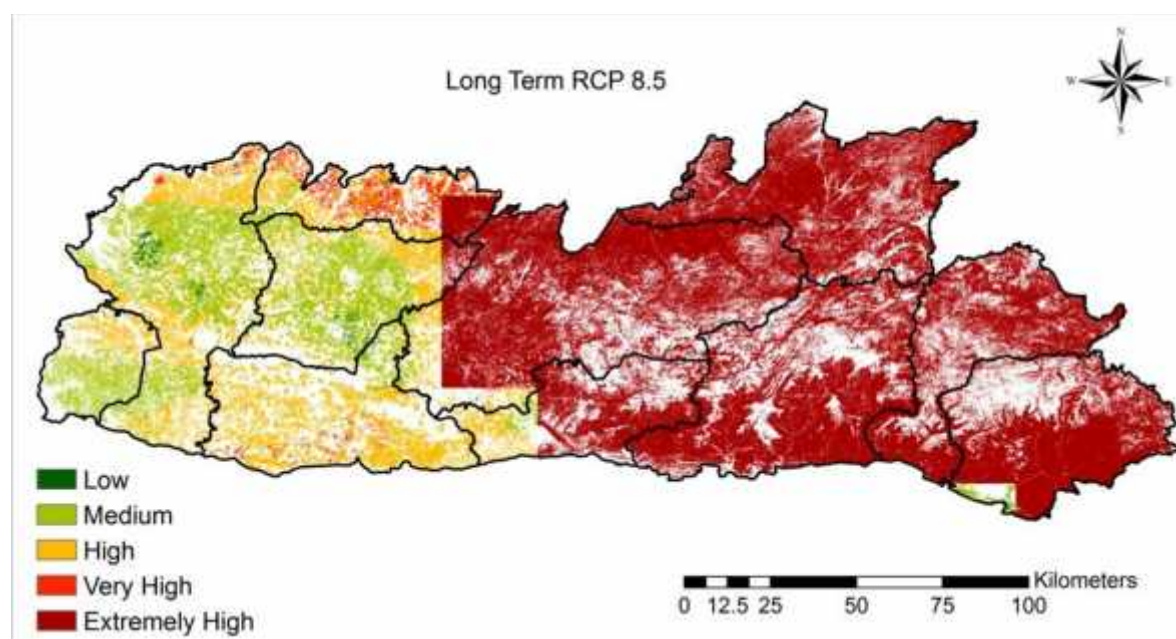 Long Term RCP 8.5
N
W E
S
Low
Medium
High
Very High
Extremely High
Kilometers
0 12.5 25 50 75 100